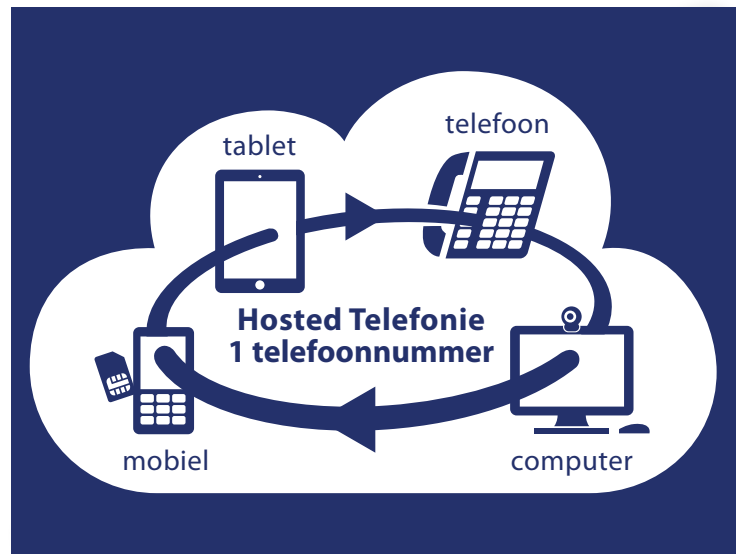 telefoon
tablet
Hosted Telefonie
1 telefoonnummer
mobiel
computer